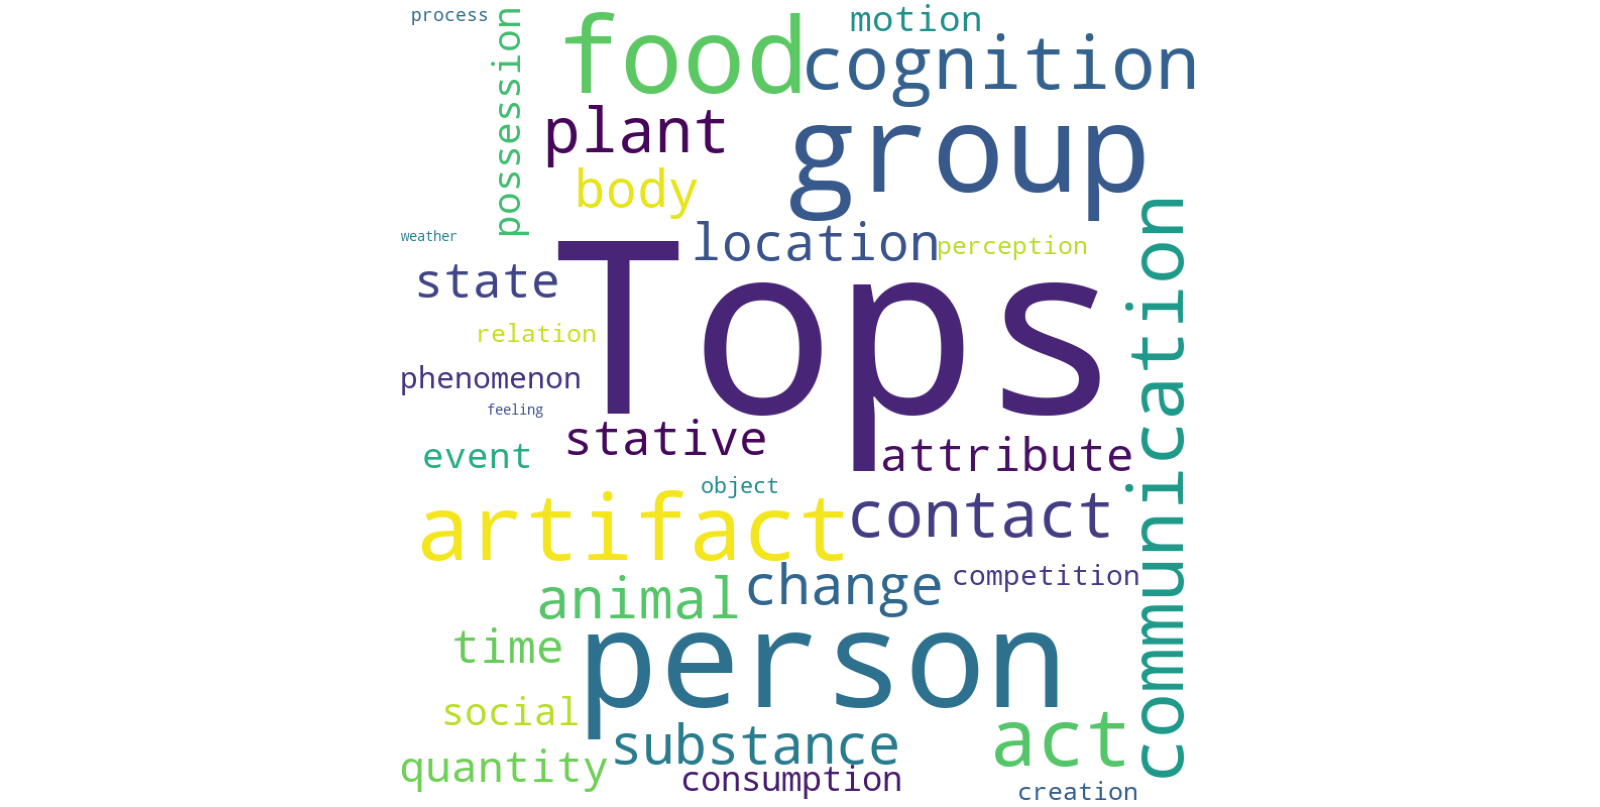 process
motion
food
cognition
possession
plant
group
body
communication
location
perception
weather
state
Tops
relation
phenomenon
feeling
stative
attribute
event
object
artifact
contact
change
competition
animal
time
person
social
act
substance
quantity
consumption
creation